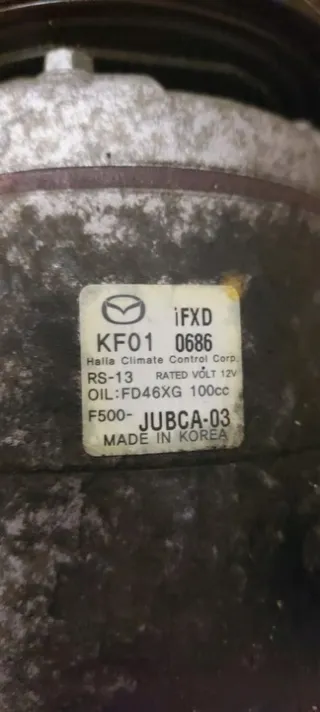 iFXD
KF01 0686
Halla Climate Control Corp.
RS-13 RATED VOLT 12V
OIL:FD46XG 100cc
F500-JUBCA-03
MADE IN KOREA